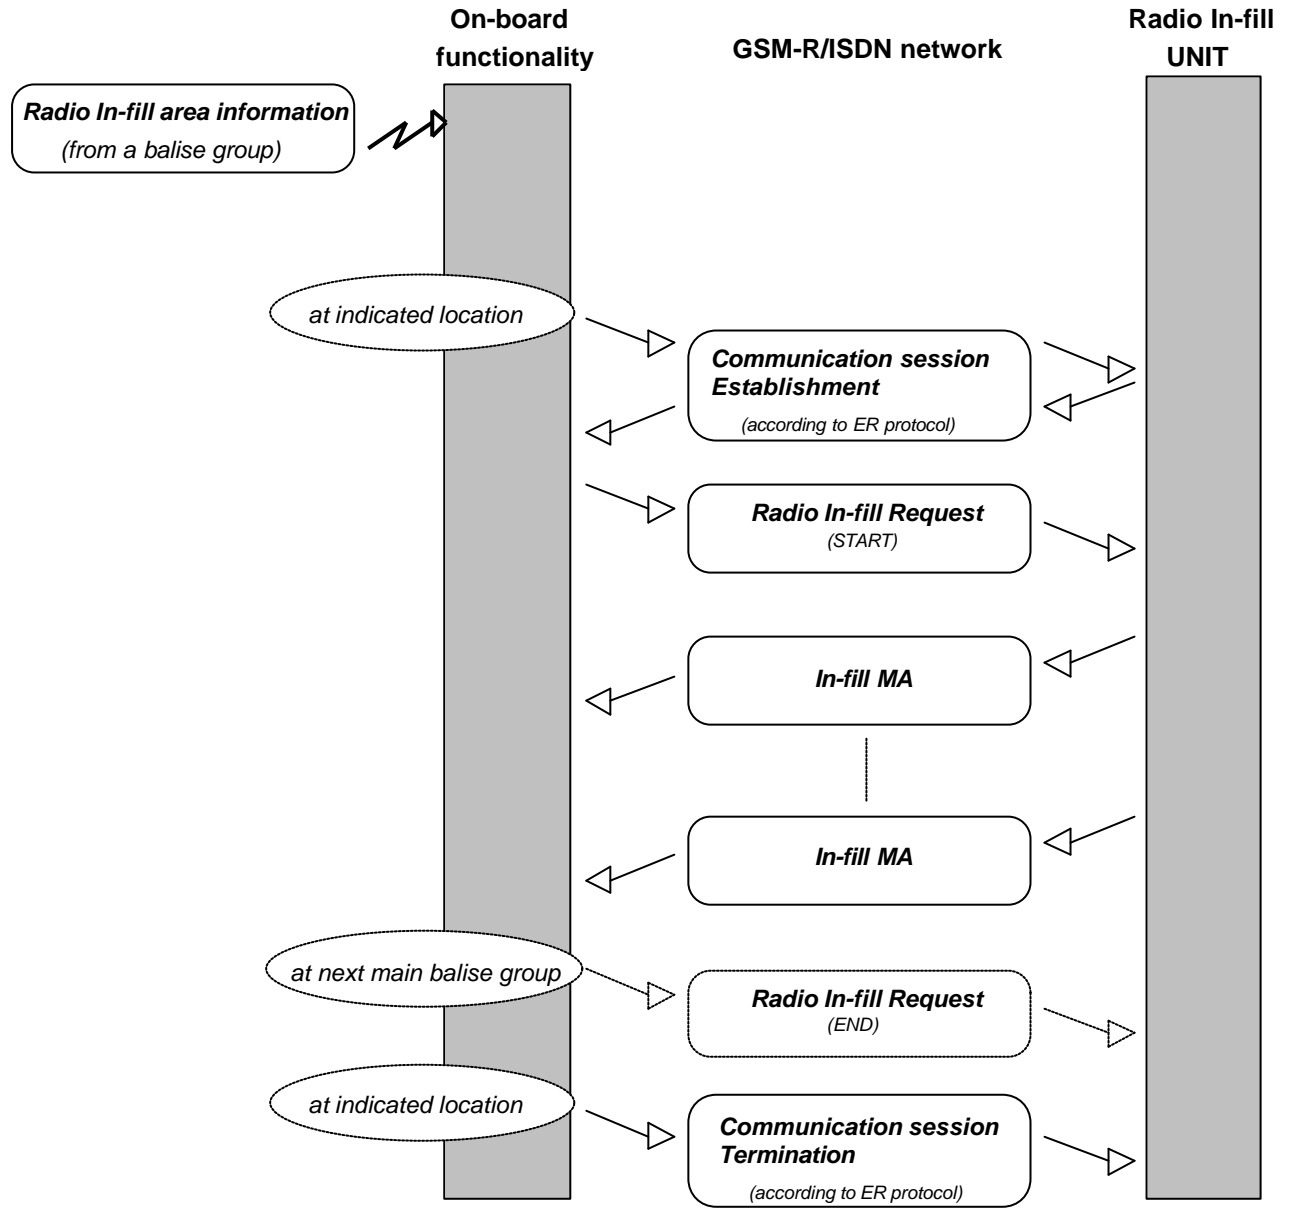 On-board
functionality
GSM-R/ISDN network
Radio In-fill
UNIT
Radio In-fill area information
(from a balise group)
at indicated location
Communication session
Establishment
(according to ER protocol)
Radio In-fill Request
(START)
In-fill MA
In-fill MA
at next main balise group
Radio In-fill Request
(END)
at indicated location
Communication session
Termination
(according to ER protocol)